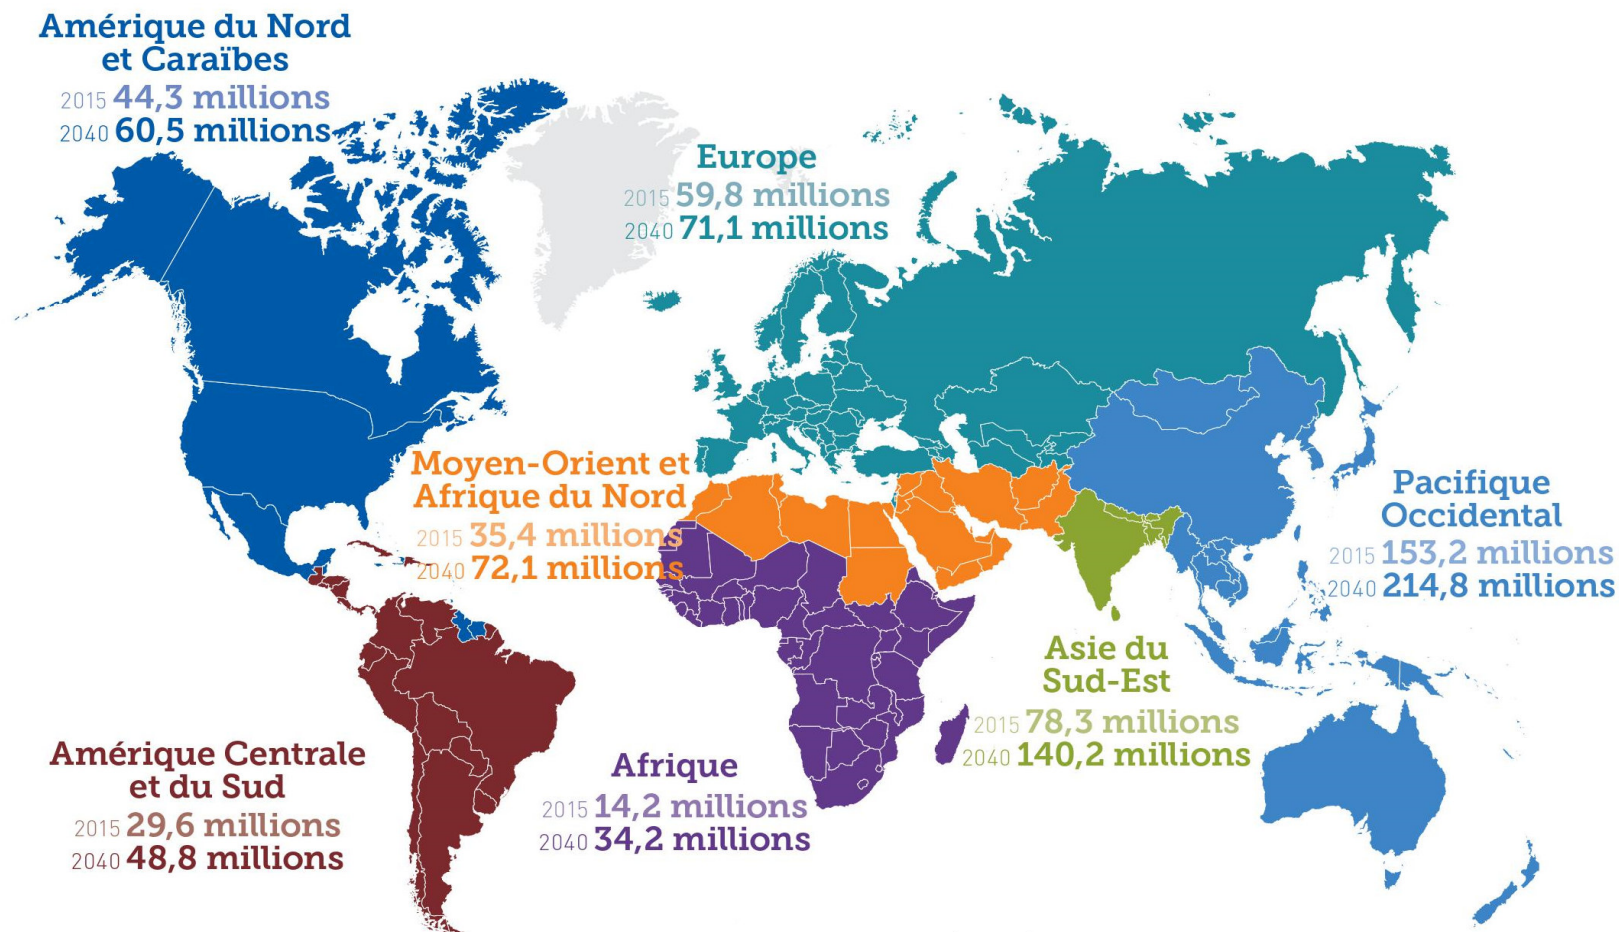 Amérique du Nord
et Caraïbes
2015 44,3 millions
2040 60,5 millions
Europe
2015 59,8 millions
2040 71,1 millions
Moyen-Orient et
Afrique du Nord
2015 35,4 millions
2040 72,1 millions
Pacifique
Occidental
2015 153,2 millions
2040 214,8 millions
Asie du
Sud-Est
2015 78,3 millions
2040 140,2 millions
Amérique Centrale
et du Sud
2015 29,6 millions
2040 48,8 millions
Afrique
2015 14,2 millions
2040 34,2 millions